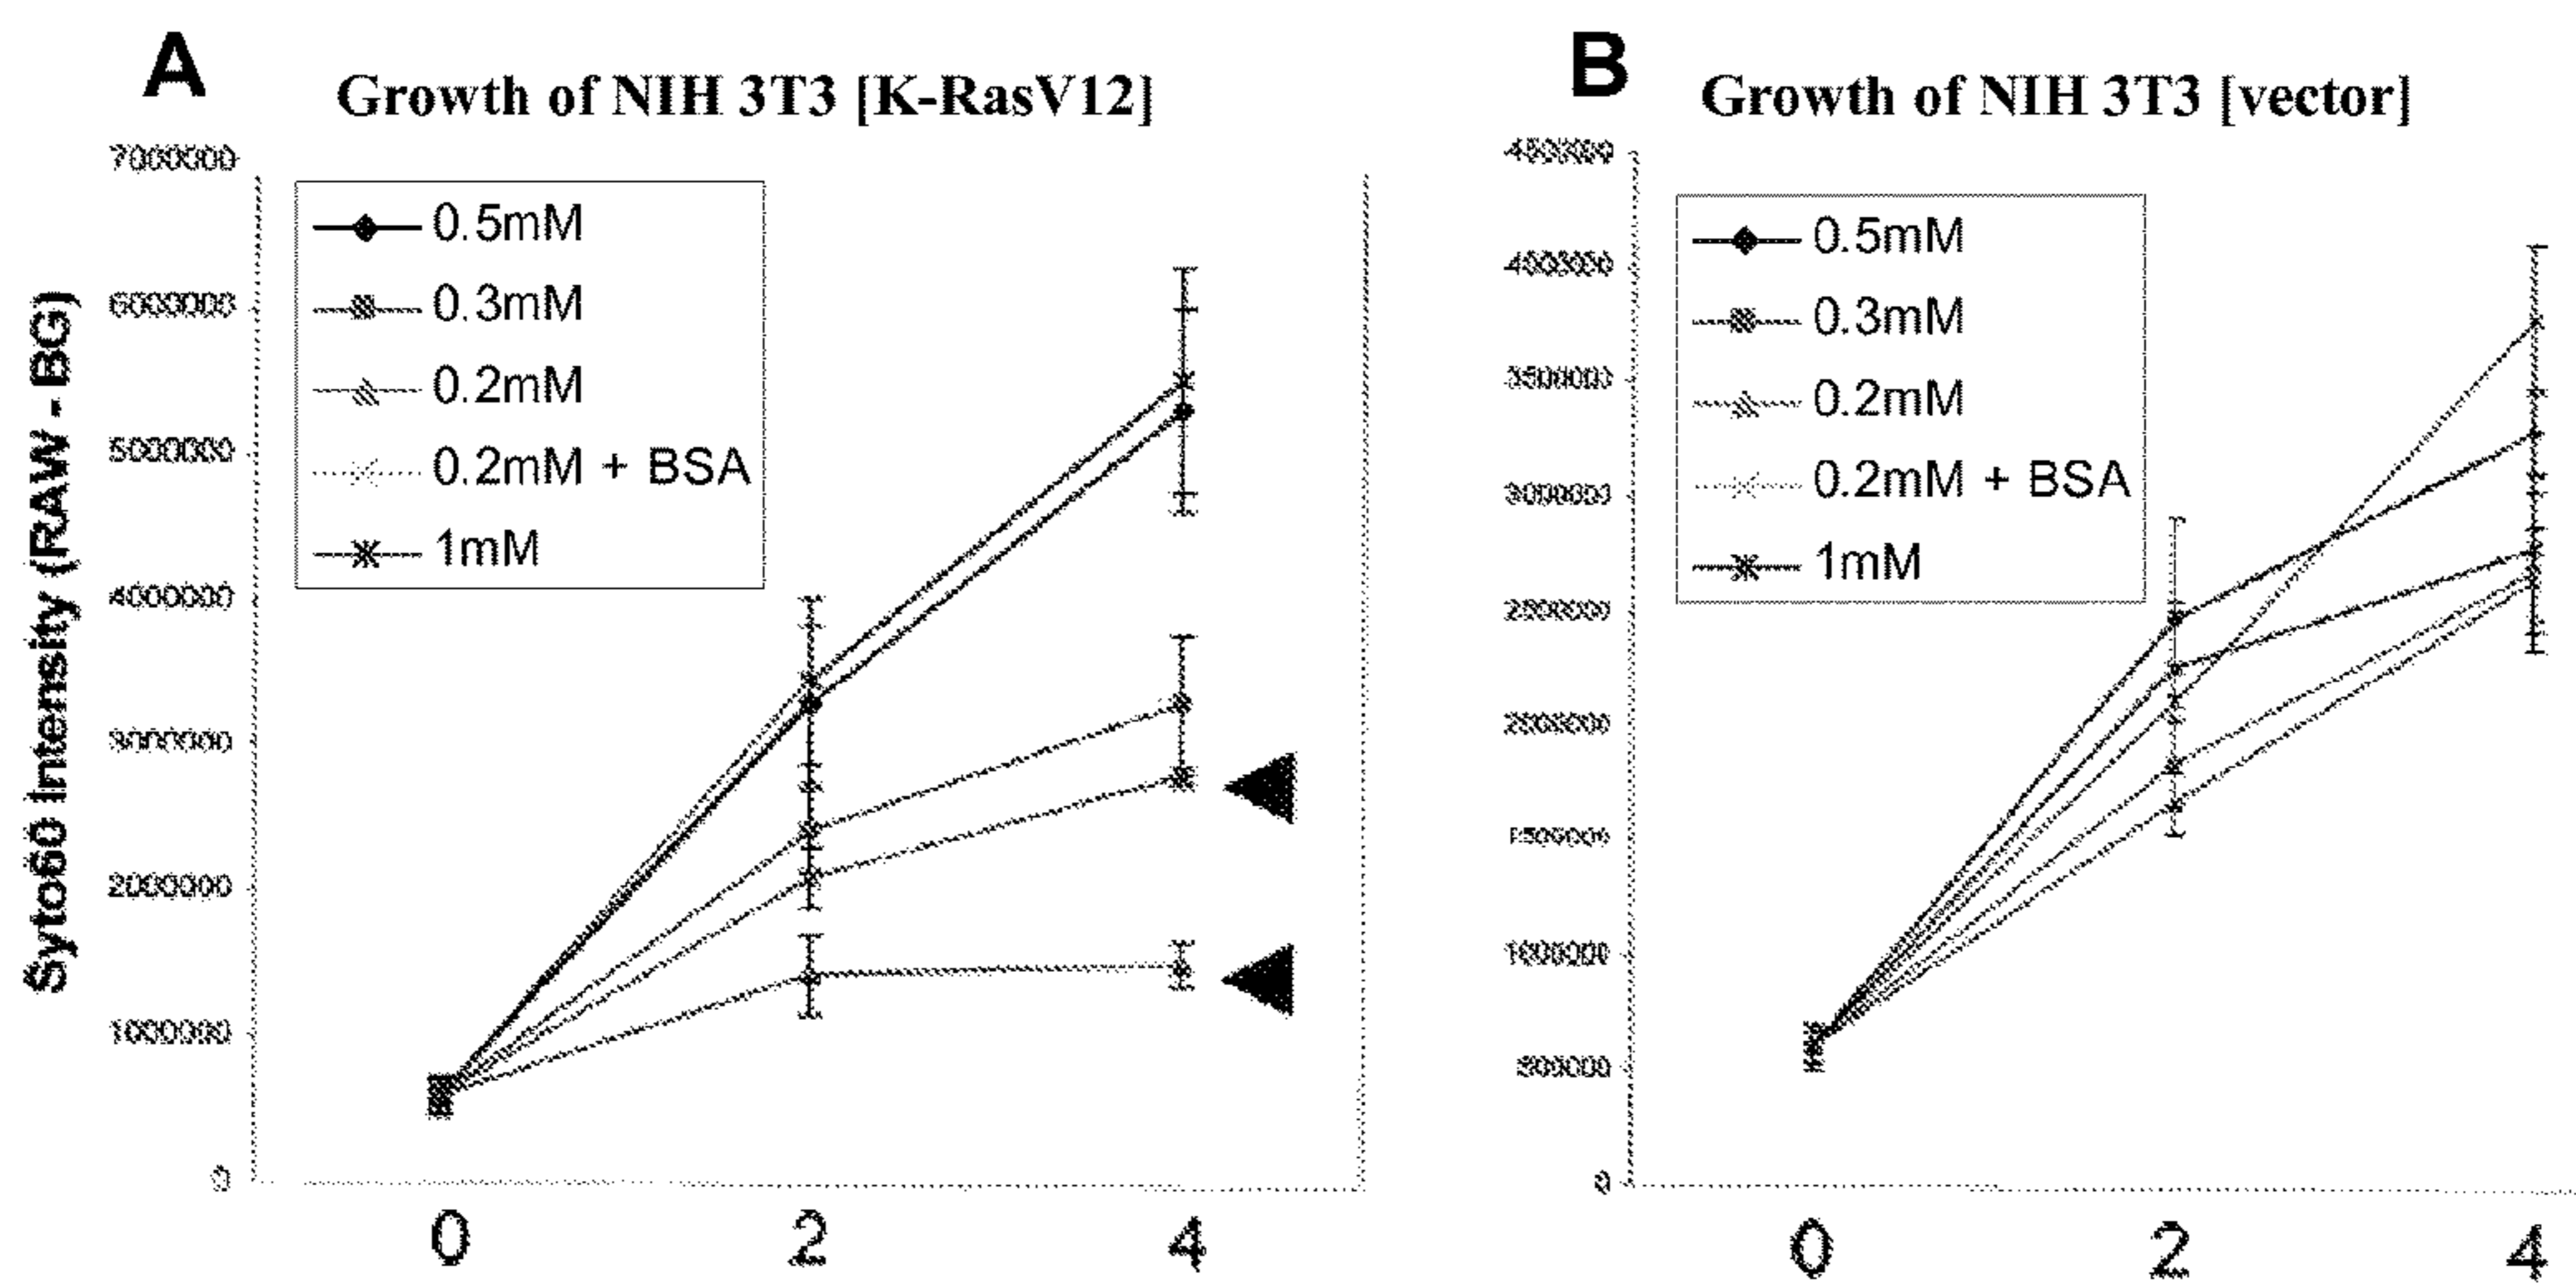 A
Growth of NIH 3T3 [K-RasV12]
Syto60 Intensity (RAW - BG)
7000000
6000000
5000000
4000000
3000000
2000000
1000000
0
0.5mM
0.3mM
0.2mM
0.2mM + BSA
1mM
0 2 4
B
Growth of NIH 3T3 [vector]
4500000
4000000
3500000
3000000
2500000
2000000
1500000
1000000
500000
0
0.5mM
0.3mM
0.2mM
0.2mM + BSA
1mM
0 2 4